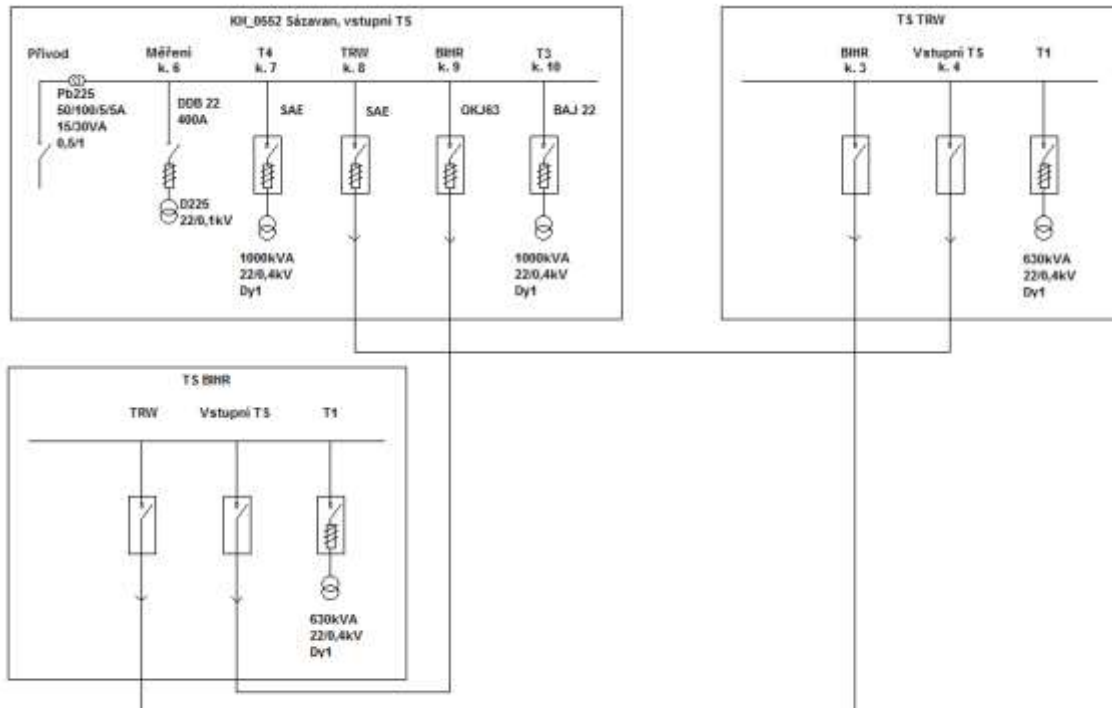 KH_0552 Sázavan, vstupní TS
Přívod
Měření
k. 6
T4
k. 7
TRW
k. 8
BIHR
k. 9
T3
k. 10
Pb225
50/100/5/5A
15/30VA
0,5/1
DDB 22
400A
SAE
SAE
OKJ63
BAJ 22
D225
22/0,1kV
1000kVA
22/0,4kV
Dy1
1000kVA
22/0,4kV
Dy1
TS TRW
BIHR
k. 3
Vstupní TS
k. 4
T1
630kVA
22/0,4kV
Dy1
TS BIHR
TRW
Vstupní TS
T1
630kVA
22/0,4kV
Dy1